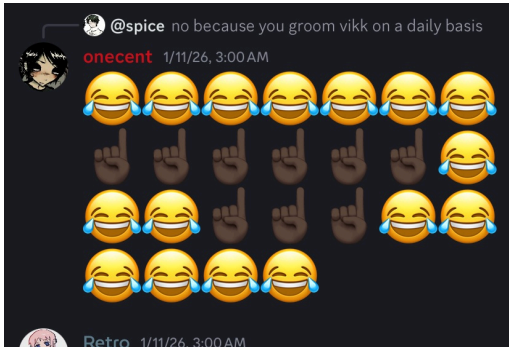 @spice no because you groom vikk on a daily basis
onecent 1/11/26, 3:00 AM
😂😂😂😂😂😂😂
☝🏿☝🏿☝🏿☝🏿☝🏿☝🏿😂
😂😂☝🏿☝🏿☝🏿😂😂
😂😂😂😂
Retro 1/11/26, 3:00 AM